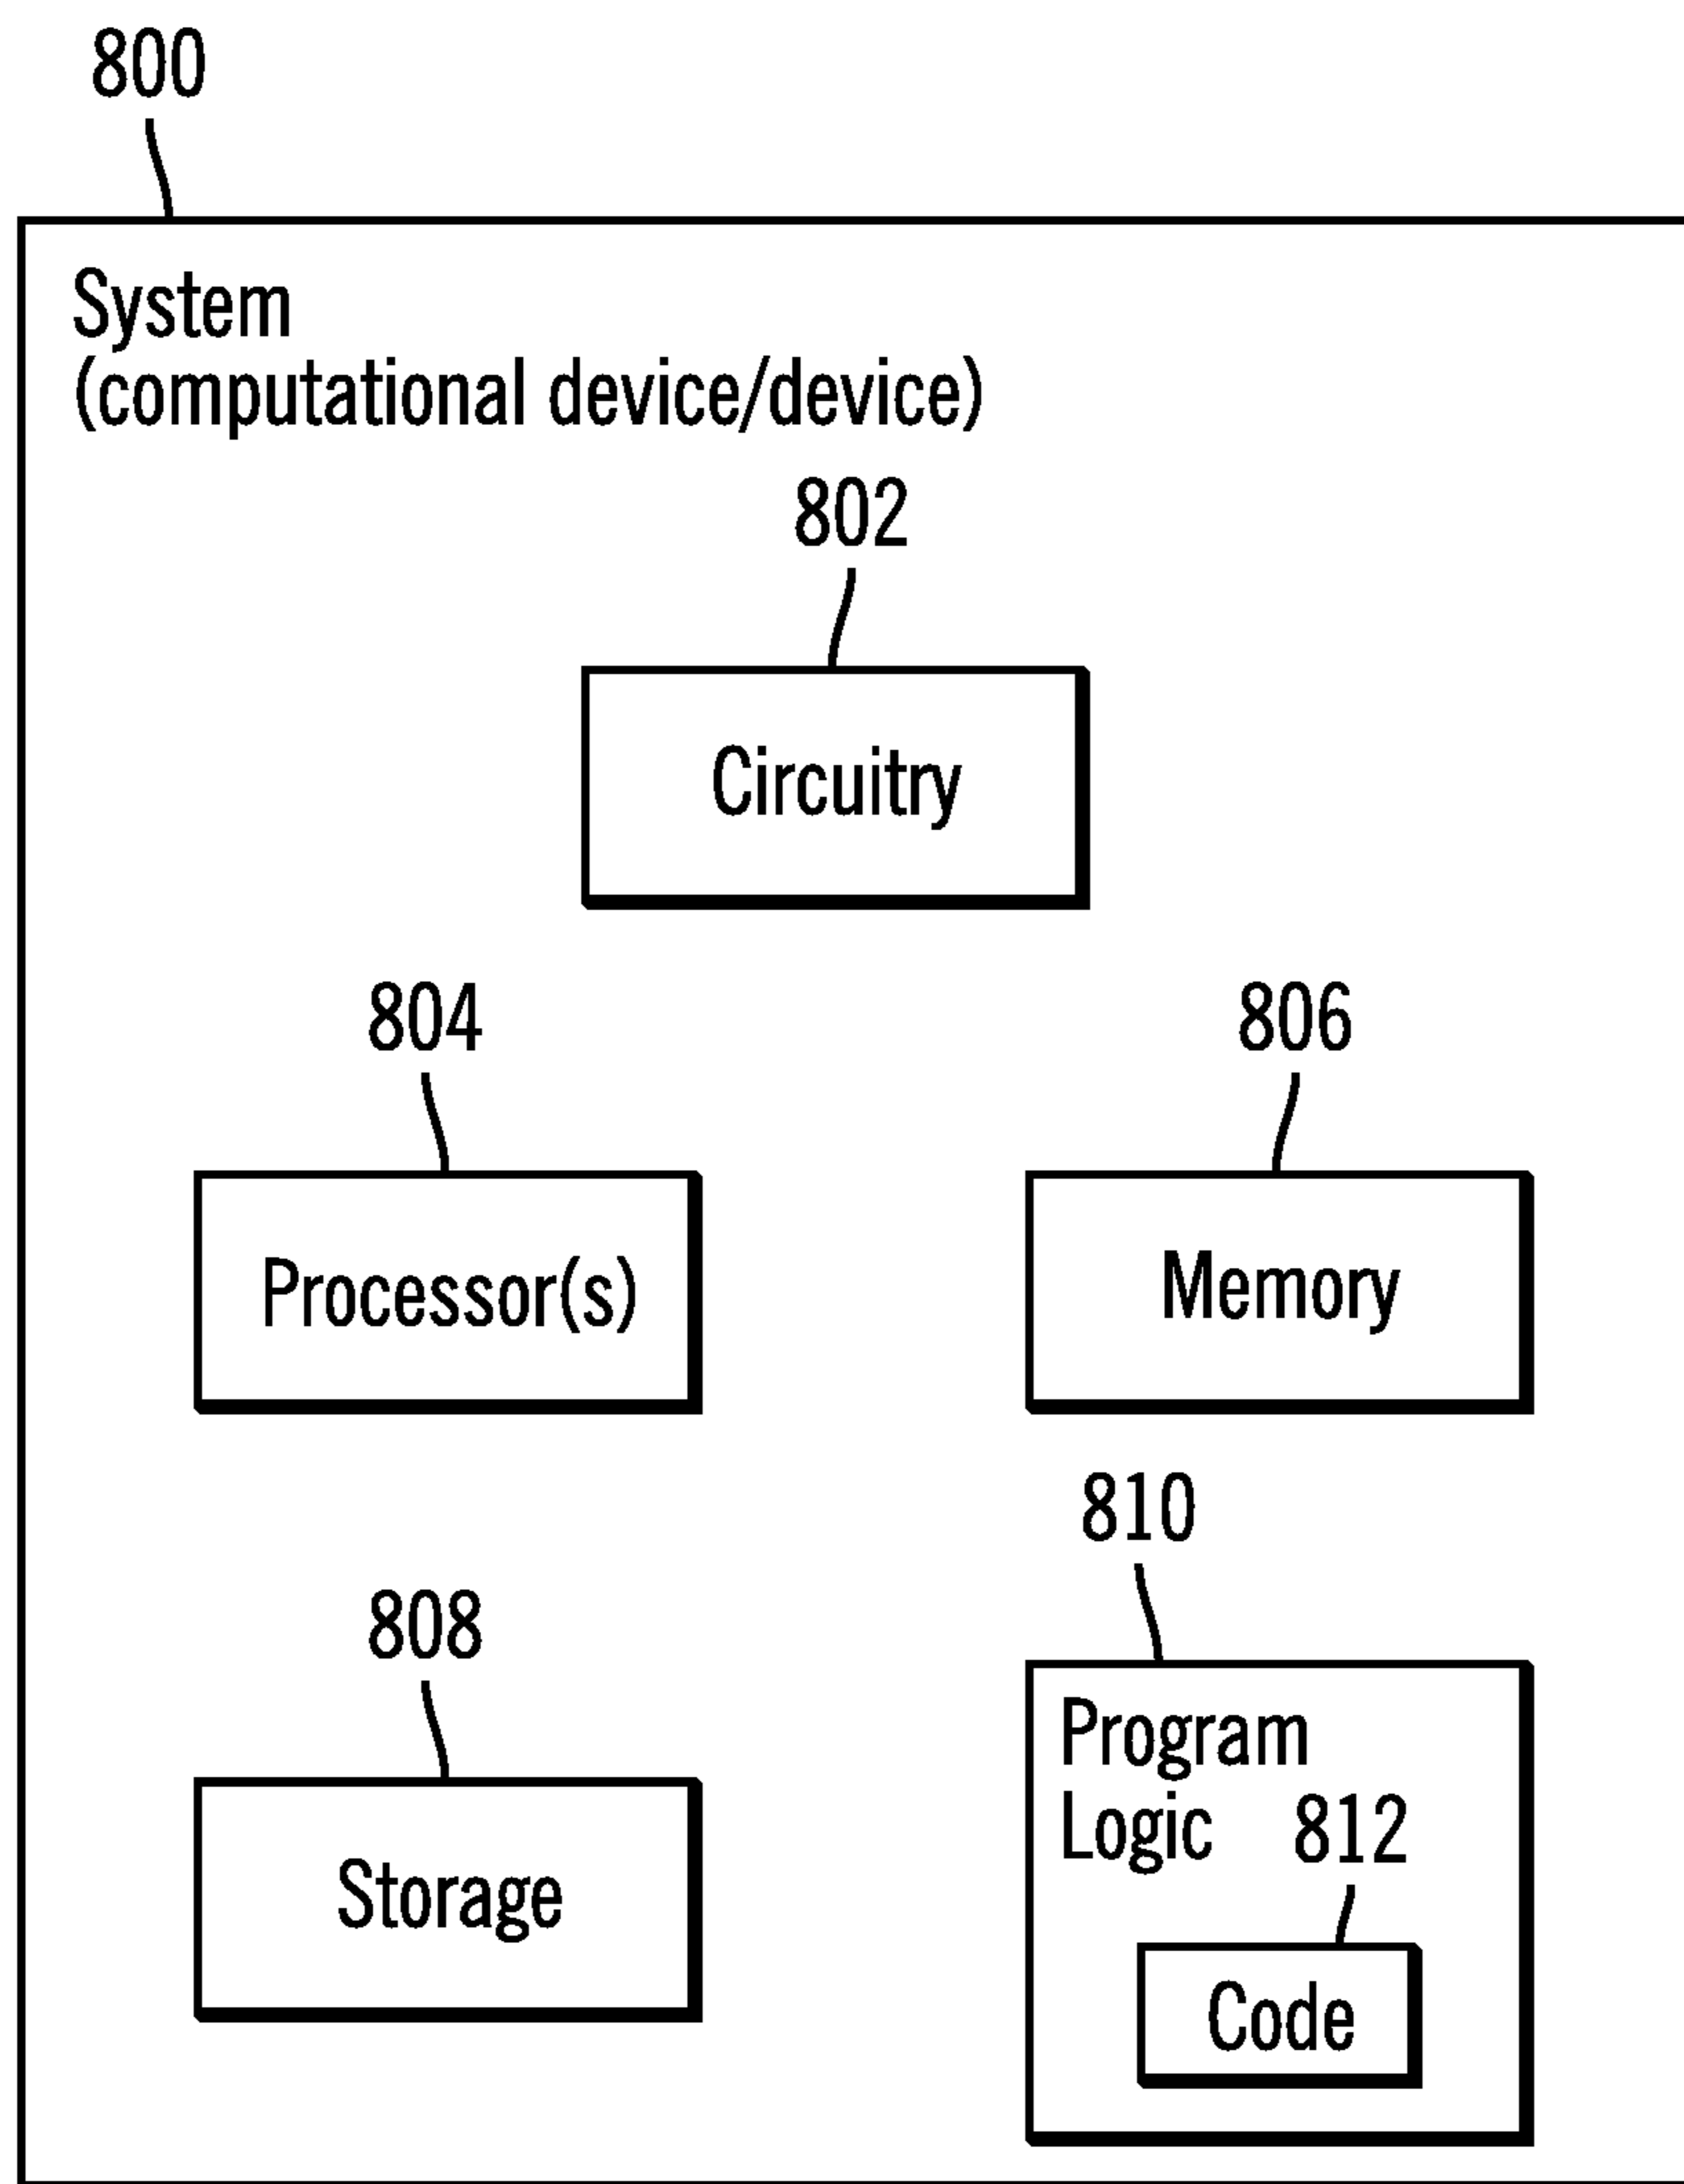 800
System
(computational device/device)
802
Circuitry
804
806
Processor(s)
Memory
810
808
Program
Logic 812
Storage
Code